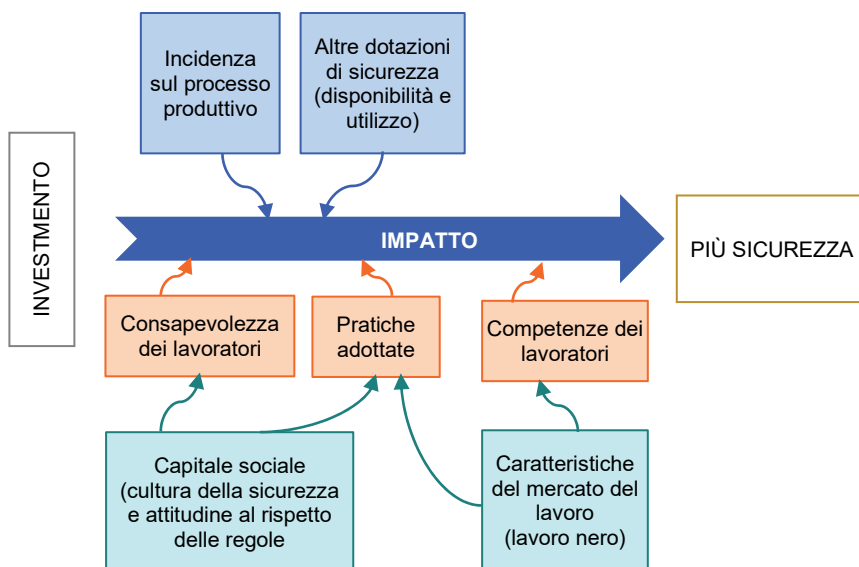 Incidenza
sul processo
produttivo
Altre dotazioni
di sicurezza
(disponibilità e
utilizzo)
INVESTMENTO
IMPATTO
PIÙ SICUREZZA
Consapevolezza
dei lavoratori
Pratiche
adottate
Competenze dei
lavoratori
Capitale sociale
(cultura della sicurezza
e attitudine al rispetto
delle regole
Caratteristiche
del mercato del
lavoro
(lavoro nero)